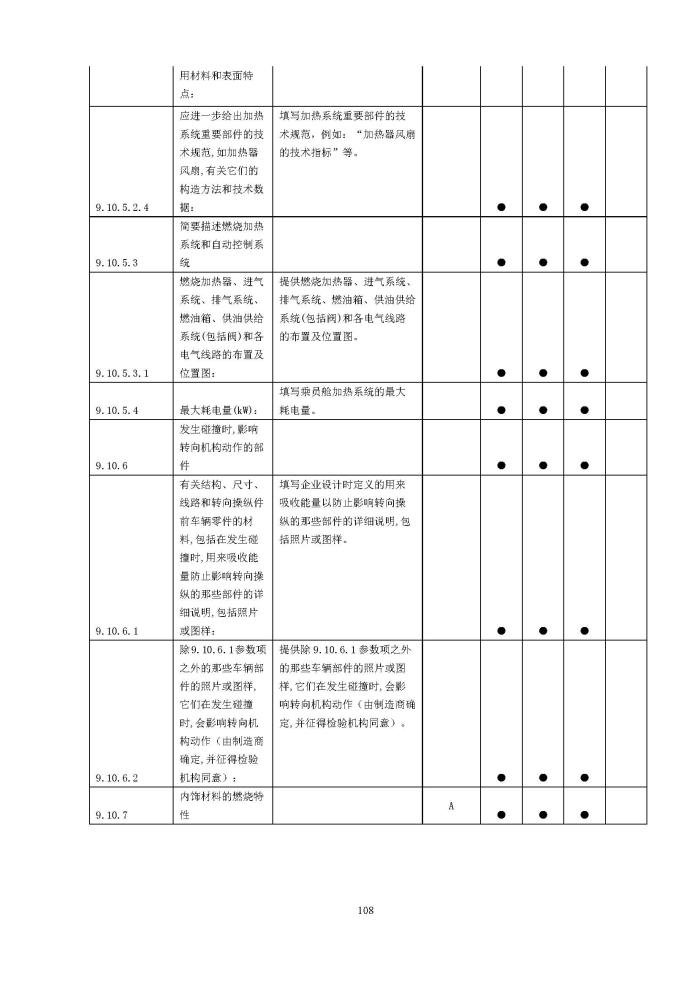 用材料和表面特
点：
应进一步给出加热
系统重要部件的技
术规范,如加热器
风扇,有关它们的
构造方法和技术数
据：
填写加热系统重要部件的技
术规范，例如：“加热器风扇
的技术指标”等。
9.10.5.2.4
● ● ●
简要描述燃烧加热
系统和自动控制系
统
9.10.5.3
● ● ●
燃烧加热器、进气
系统、排气系统、
燃油箱、供油供给
系统(包括阀)和各
电气线路的布置及
位置图：
提供燃烧加热器、进气系统、
排气系统、燃油箱、供油供给
系统(包括阀)和各电气线路
的布置及位置图。
9.10.5.3.1
● ● ●
9.10.5.4
最大耗电量(kW)：
填写乘员舱加热系统的最大
耗电量。
● ● ●
发生碰撞时,影响
转向机构动作的部
件
9.10.6
● ● ●
有关结构、尺寸、
线路和转向操纵件
前车辆零件的材
料,包括在发生碰
撞时,用来吸收能
量防止影响转向操
纵的那些部件的详
细说明,包括照片
或图样：
填写企业设计时定义的用来
吸收能量以防止影响转向操
纵的那些部件的详细说明,包
括照片或图样。
9.10.6.1
● ● ●
除9.10.6.1参数项
之外的那些车辆部
件的照片或图样,
它们在发生碰撞
时,会影响转向机
构动作（由制造商
确定,并征得检验
机构同意）：
提供除 9.10.6.1 参数项之外
的那些车辆部件的照片或图
样,它们在发生碰撞时,会影
响转向机构动作（由制造商确
定,并征得检验机构同意）。
9.10.6.2
● ● ●
内饰材料的燃烧特
性
9.10.7
A
● ● ●
108